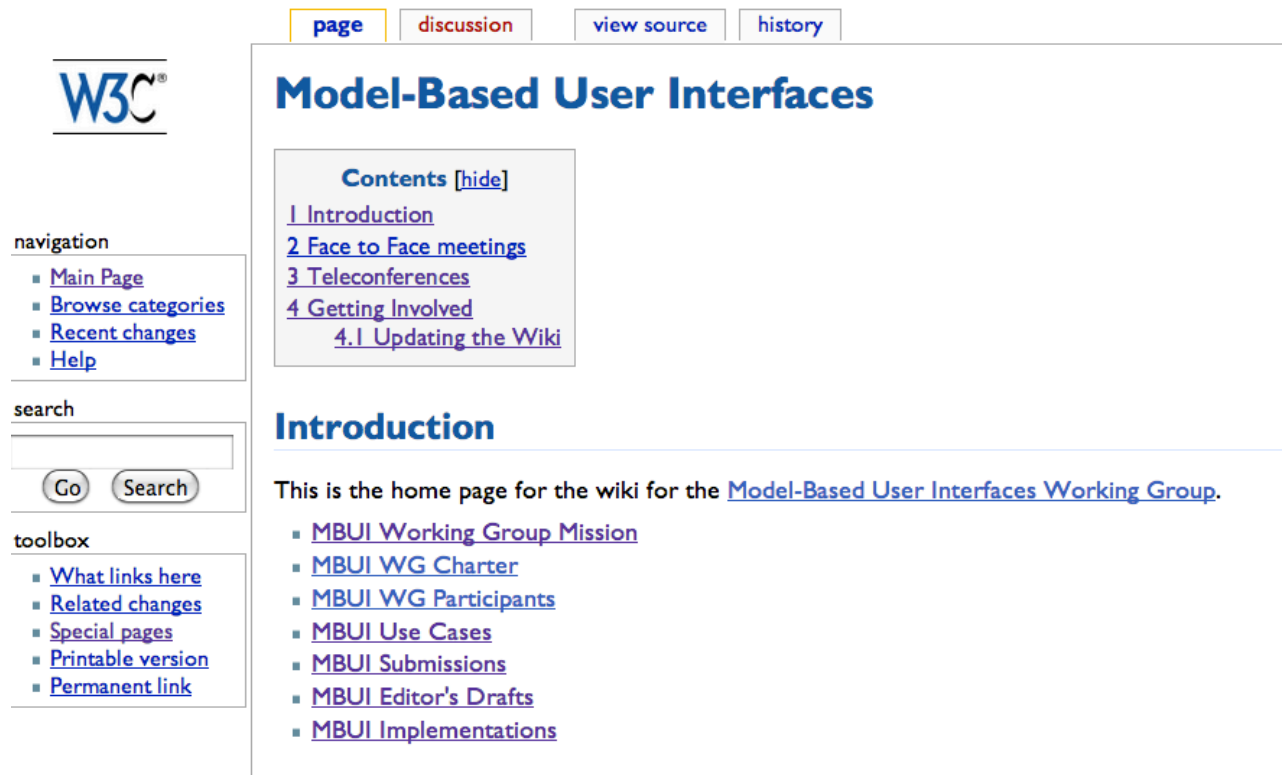 page discussion view source history
W3C®
Model-Based User Interfaces
Contents [hide]
1 Introduction
2 Face to Face meetings
3 Teleconferences
4 Getting Involved
4.1 Updating the Wiki
navigation
Main Page
Browse categories
Recent changes
Help
search
Go Search
toolbox
What links here
Related changes
Special pages
Printable version
Permanent link
Introduction
This is the home page for the wiki for the Model-Based User Interfaces Working Group.
MBUI Working Group Mission
MBUI WG Charter
MBUI WG Participants
MBUI Use Cases
MBUI Submissions
MBUI Editor's Drafts
MBUI Implementations